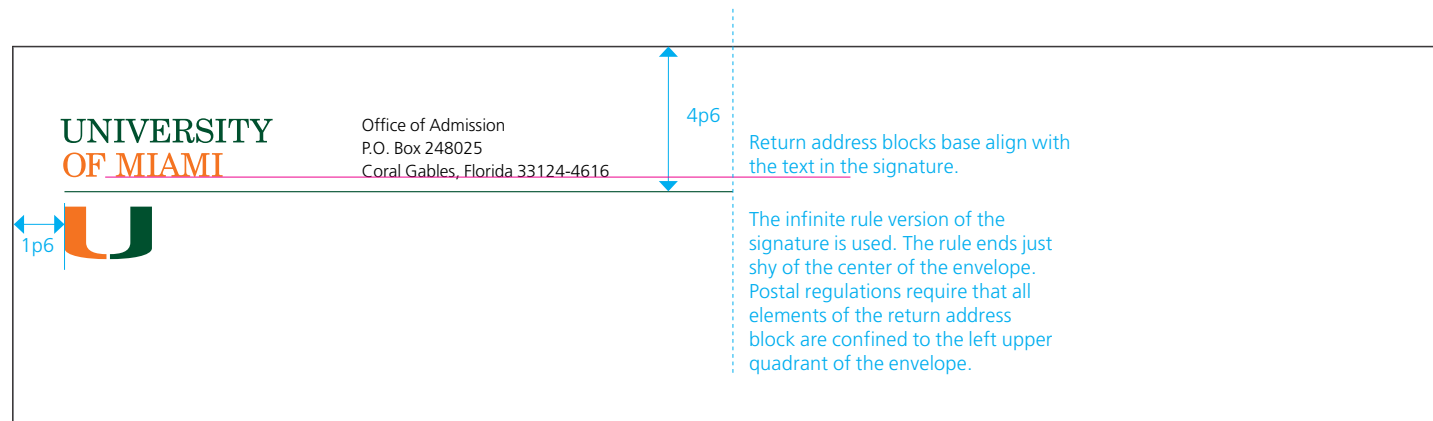 UNIVERSITY
OF MIAMI
Office of Admission
P.O. Box 248025
Coral Gables, Florida 33124-4616
4p6
1p6
Return address blocks base align with
the text in the signature.
The infinite rule version of the
signature is used. The rule ends just
shy of the center of the envelope.
Postal regulations require that all
elements of the return address
block are confined to the left upper
quadrant of the envelope.